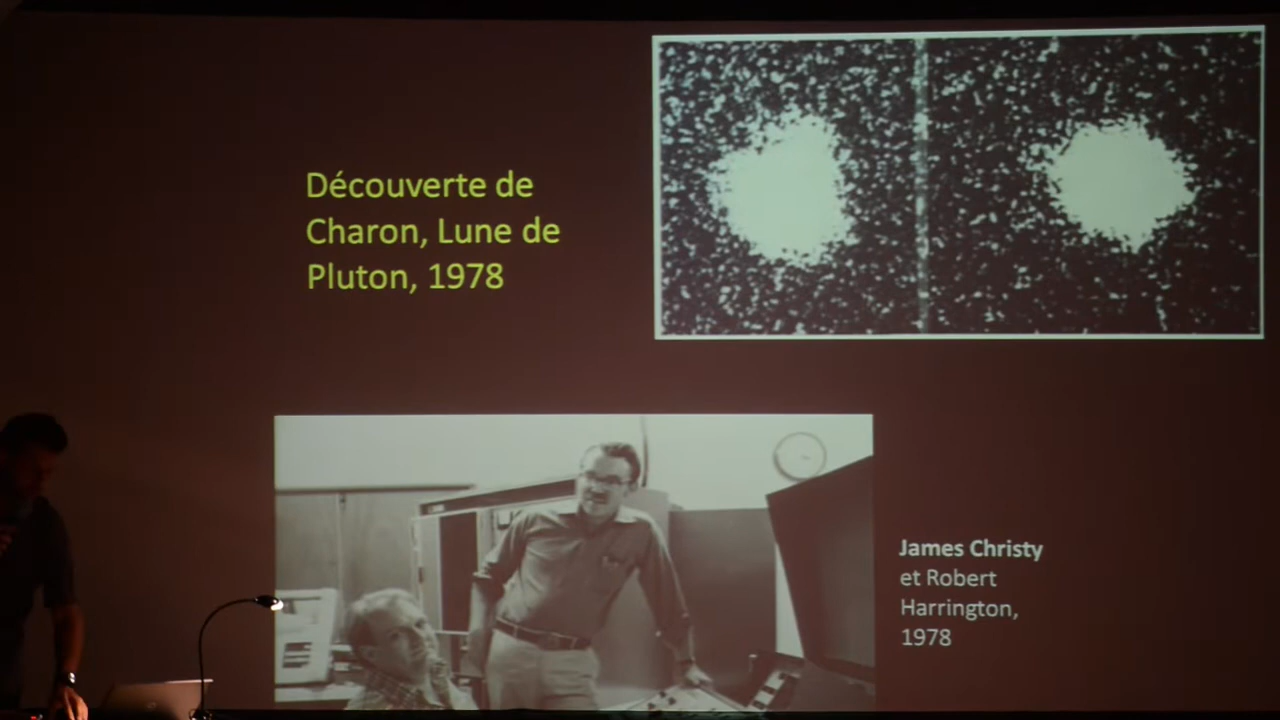 Découverte de
Charon, Lune de
Pluton, 1978
James Christy
et Robert
Harrington,
1978